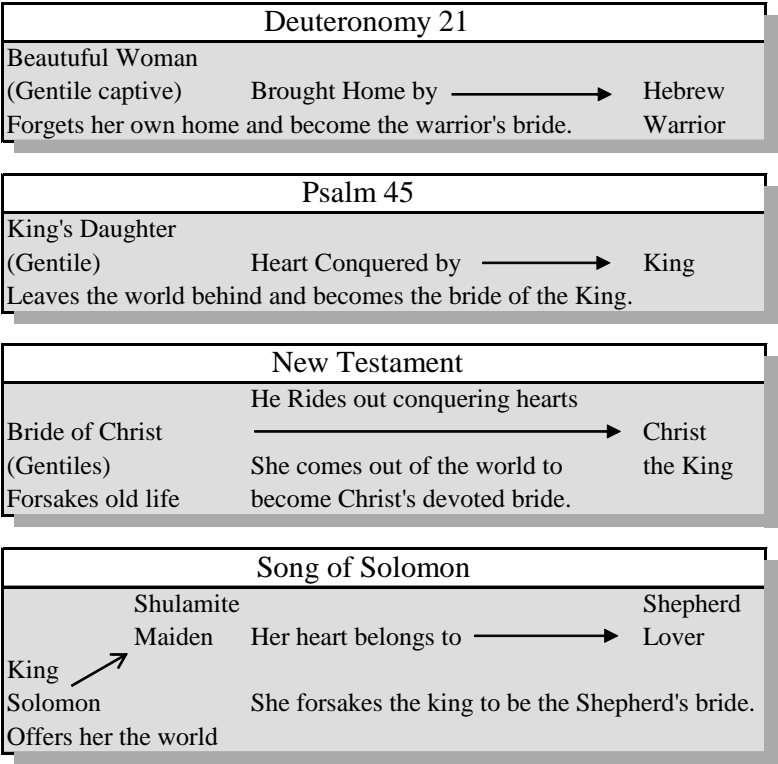 Deuteronomy 21
Beautuful Woman
(Gentile captive) Brought Home by Hebrew
Forgets her own home and become the warrior's bride. Warrior
Psalm 45
King's Daughter
(Gentile) Heart Conquered by King
Leaves the world behind and becomes the bride of the King.
New Testament
He Rides out conquering hearts
Bride of Christ Christ
(Gentiles) She comes out of the world to the King
Forsakes old life become Christ's devoted bride.
Song of Solomon
Shulamite Shepherd
Maiden Her heart belongs to Lover
King
Solomon She forsakes the king to be the Shepherd's bride.
Offers her the world